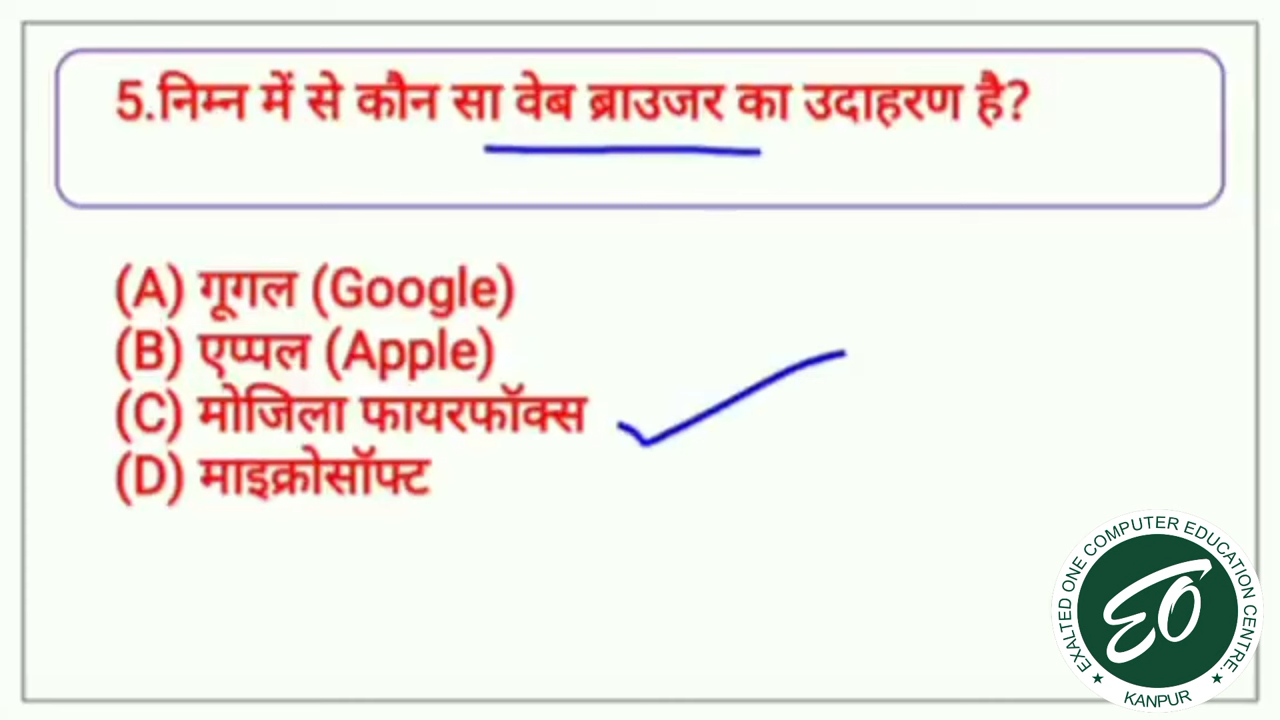 5.निम्न में से कौन सा वेब ब्राउजर का उदाहरण है?
(A) गूगल (Google)
(B) एप्पल (Apple)
(C) मोजिला फायरफॉक्स
(D) माइक्रोसॉफ्ट
EXALTED ONE COMPUTER EDUCATION CENTRE.
EO
★ KANPUR ★